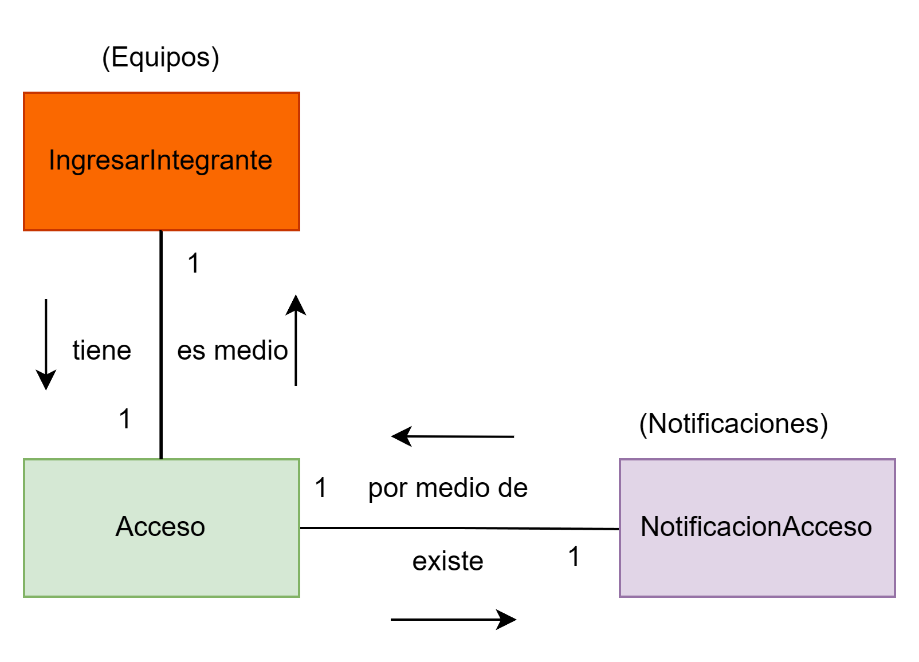 (Equipos)
IngresarIntegrante
1
tiene
es medio
1
(Notificaciones)
1
por medio de
Acceso
NotificacionAcceso
existe
1